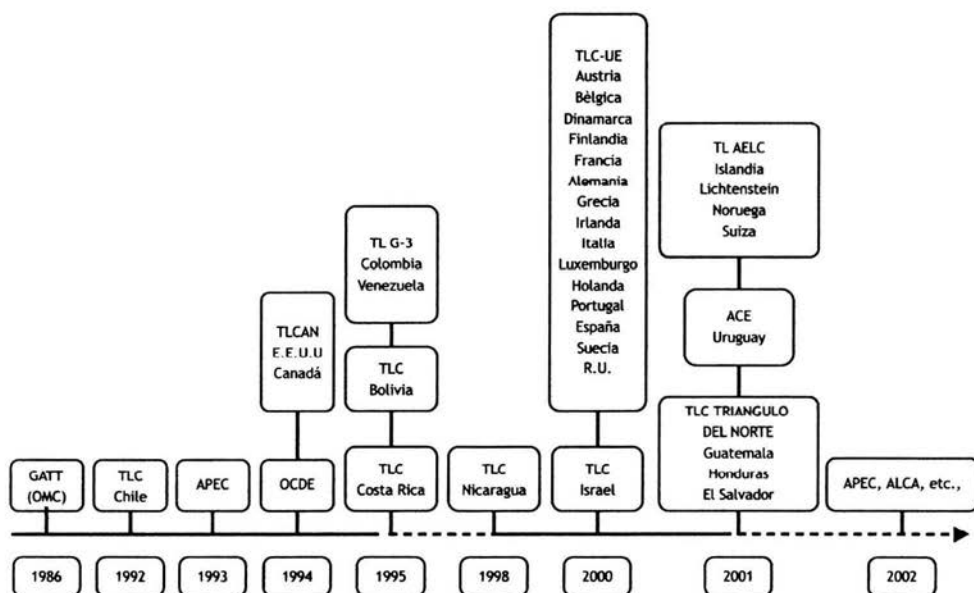 GATT
(OMC)
TLC
Chile
APEC
TLCAN
E.E.U.U
Canadá
OCDE
TL G-3
Colombia
Venezuela
TLC
Bolivia
TLC
Costa Rica
TLC
Nicaragua
TLC-UE
Austria
Bèlgica
Dinamarca
Finlandia
Francia
Alemania
Grecia
Irlanda
Italia
Luxemburgo
Holanda
Portugal
España
Suecia
R.U.
TLC
Israel
TL AELC
Islandia
Lichtenstein
Noruega
Suiza
ACE
Uruguay
TLC TRIANGULO
DEL NORTE
Guatemala
Honduras
El Salvador
APEC, ALCA, etc.,
1986
1992
1993
1994
1995
1998
2000
2001
2002